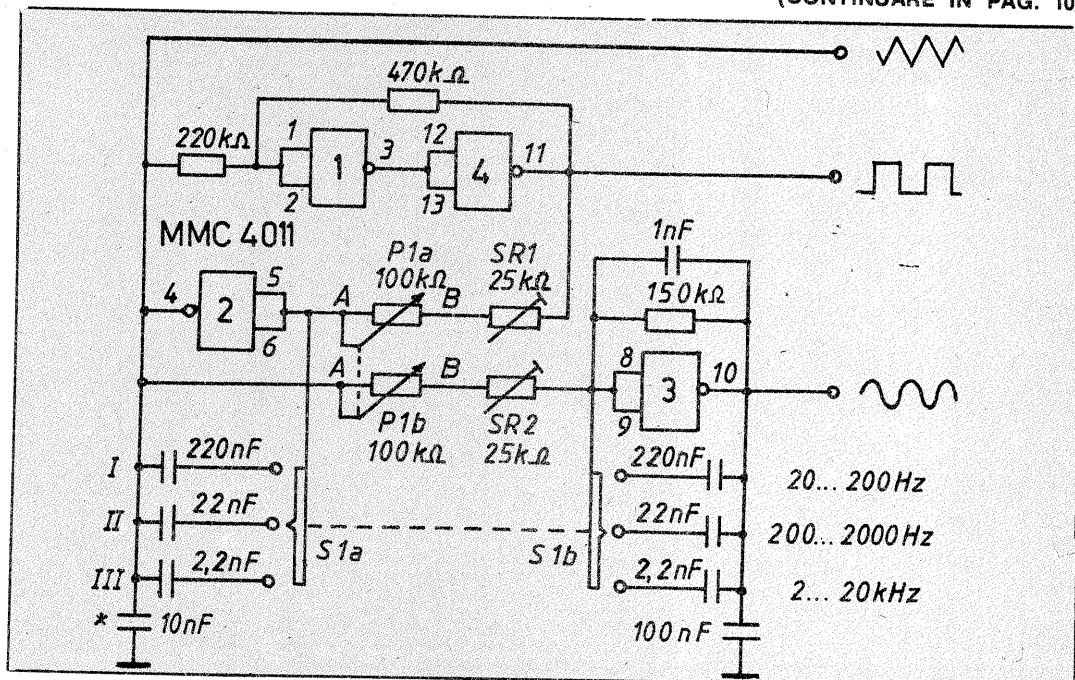 (CONTINUARE IN PAG. 10
470kΩ
220kΩ
1
2
1
3
12
13
4
11
MMC 4011
1nF
P1a
100kΩ
SR1
25kΩ
150kΩ
4
2
5
6
A
B
8
9
3
10
A
B
P1b
100kΩ
SR2
25kΩ
I
220nF
220nF
20... 200Hz
II
22nF
22nF
200... 2000Hz
S1a
S1b
III
2,2nF
2,2nF
2... 20kHz
* 10nF
100nF